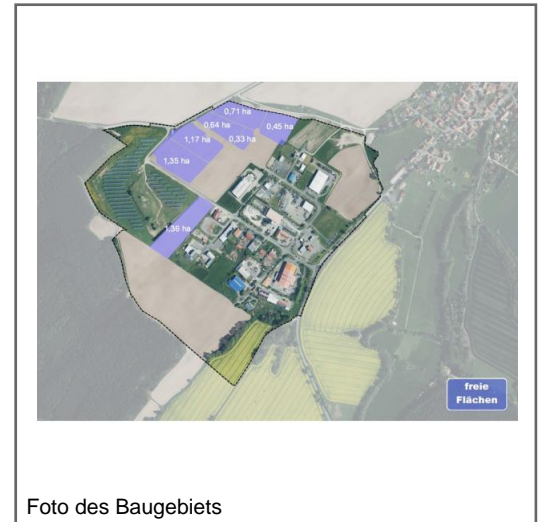 0,71 ha
0,64 ha
0,45 ha
1,17 ha
0,33 ha
1,35 ha
1,36 ha
freie
Flächen
Foto des Baugebiets